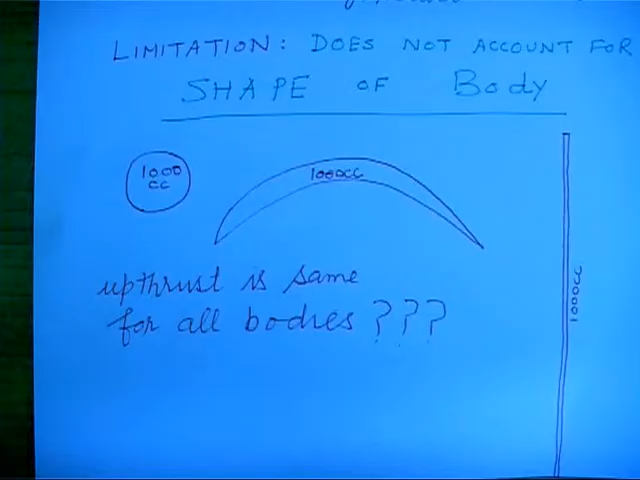 LIMITATION: DOES NOT ACCOUNT FOR
SHAPE OF Body
1000
CC
1000CC
1000CC
upthrust is same
for all bodies ???